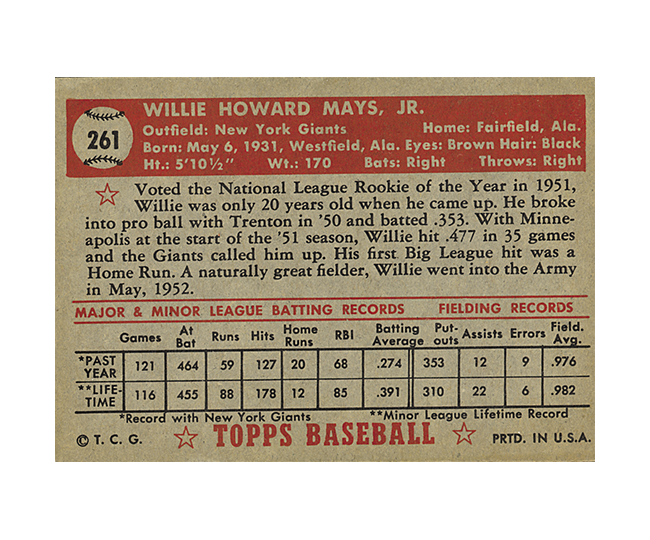 261
WILLIE HOWARD MAYS, JR.
Outfield: New York Giants Home: Fairfield, Ala.
Born: May 6, 1931, Westfield, Ala. Eyes: Brown Hair: Black
Ht.: 5'10½" Wt.: 170 Bats: Right Throws: Right
Voted the National League Rookie of the Year in 1951,
Willie was only 20 years old when he came up. He broke
into pro ball with Trenton in '50 and batted .353. With Minne-
apolis at the start of the '51 season, Willie hit .477 in 35 games
and the Giants called him up. His first Big League hit was a
Home Run. A naturally great fielder, Willie went into the Army
in May, 1952.
MAJOR & MINOR LEAGUE BATTING RECORDS FIELDING RECORDS
Games At Bat Runs Hits Home Runs RBI Batting Average Put-outs Assists Errors Field. Avg.
*PAST YEAR 121 464 59 127 20 68 .274 353 12 9 .976
**LIFE-TIME 116 455 88 178 12 85 .391 310 22 6 .982
*Record with New York Giants **Minor League Lifetime Record
© T. C. G. TOPPS BASEBALL PRTD. IN U.S.A.